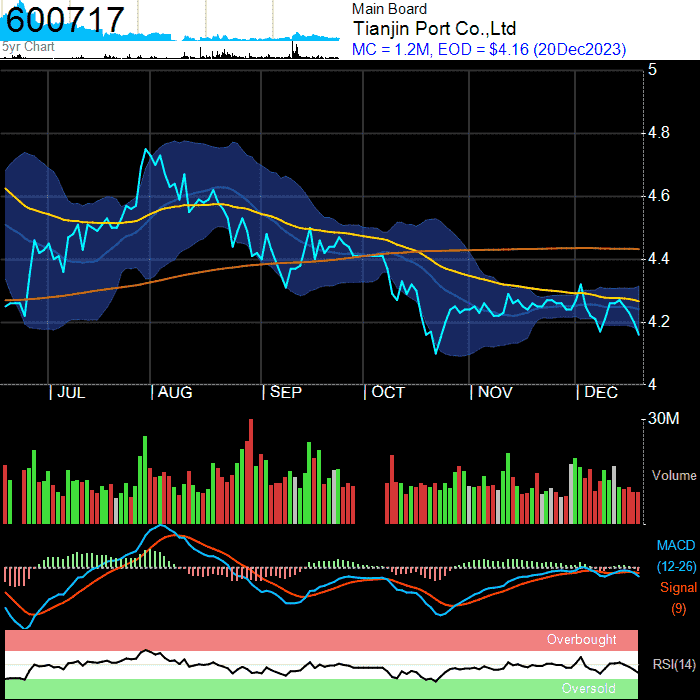 600717
5yr Chart
Main Board
Tianjin Port Co.,Ltd
MC = 1.2M, EOD = $4.16 (20Dec2023)
5
4.8
4.6
4.4
4.2
4
| JUL | AUG | SEP | OCT | NOV | DEC
30M
Volume
MACD
(12-26)
Signal
(9)
Overbought
RSI(14)
Oversold